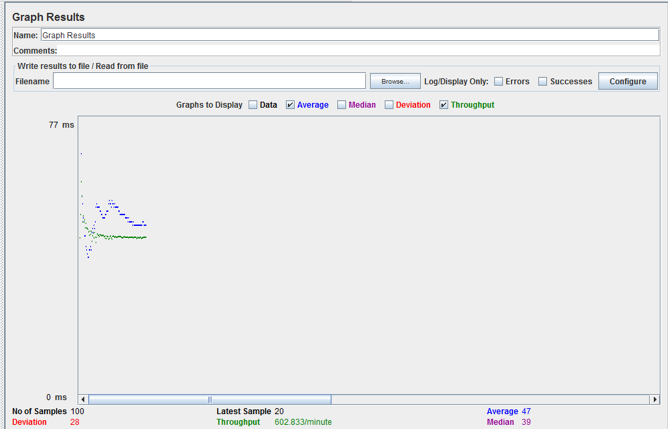 Graph Results
Name: Graph Results
Comments:
Write results to file / Read from file
Filename Browse... Log/Display Only: Errors Successes Configure
Graphs to Display Data Average Median Deviation Throughput
77 ms
0 ms
No of Samples 100 Latest Sample 20 Average 47
Deviation 28 Throughput 602.833/minute Median 39